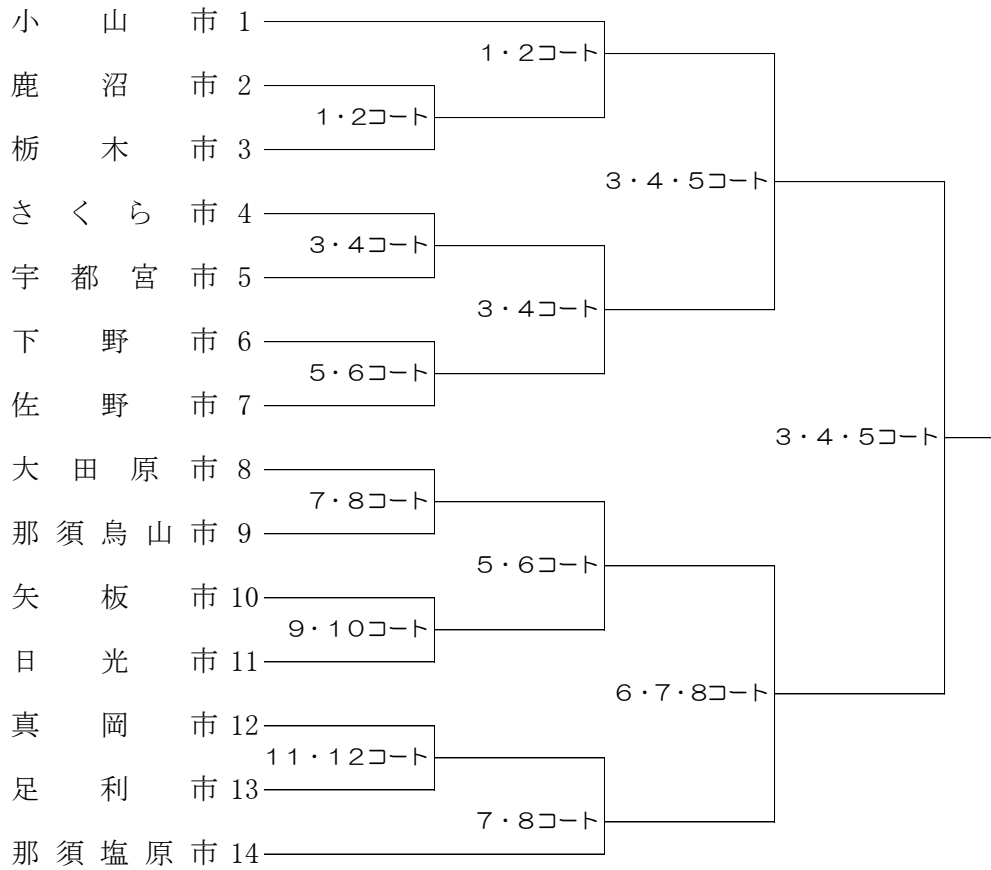 小山市 1
1・2コート
鹿沼市 2
1・2コート
栃木市 3
3・4・5コート
さくら市 4
3・4コート
宇都宮市 5
3・4コート
下野市 6
5・6コート
佐野市 7
3・4・5コート
大田原市 8
7・8コート
那須烏山市 9
5・6コート
矢板市 10
9・10コート
日光市 11
6・7・8コート
真岡市 12
11・12コート
足利市 13
7・8コート
那須塩原市 14